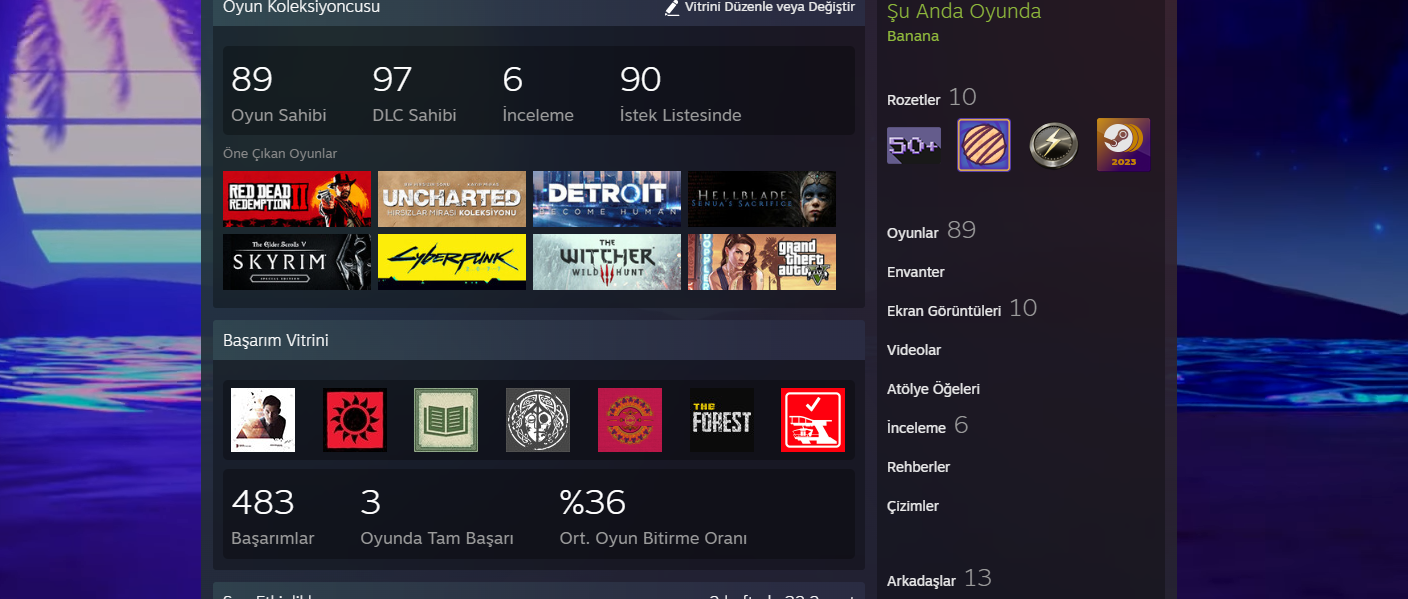 Oyun Koleksiyoncusu
Vitrini Düzenle veya Değiştir
89
97
6
90
Oyun Sahibi
DLC Sahibi
İnceleme
İstek Listesinde
Öne Çıkan Oyunlar
RED DEAD
REDEMPTION II
UNCHARTED
HIRSIZLAR MİRASI KOLEKSİYONU
DETROIT
BECOME HUMAN
HELLBLADE
SENUA'S SACRIFICE
The Elder Scrolls V
SKYRIM
SPECIAL EDITION
CYBERPUNK
2077
THE
WITCHER
WILD HUNT
grand
theft
auto V
Başarım Vitrini
THE
FOREST
483
3
%36
Başarımlar
Oyunda Tam Başarı
Ort. Oyun Bitirme Oranı
Şu Anda Oyunda
Banana
Rozetler 10
50+
2023
Oyunlar 89
Envanter
Ekran Görüntüleri 10
Videolar
Atölye Öğeleri
İnceleme 6
Rehberler
Çizimler
Arkadaşlar 13